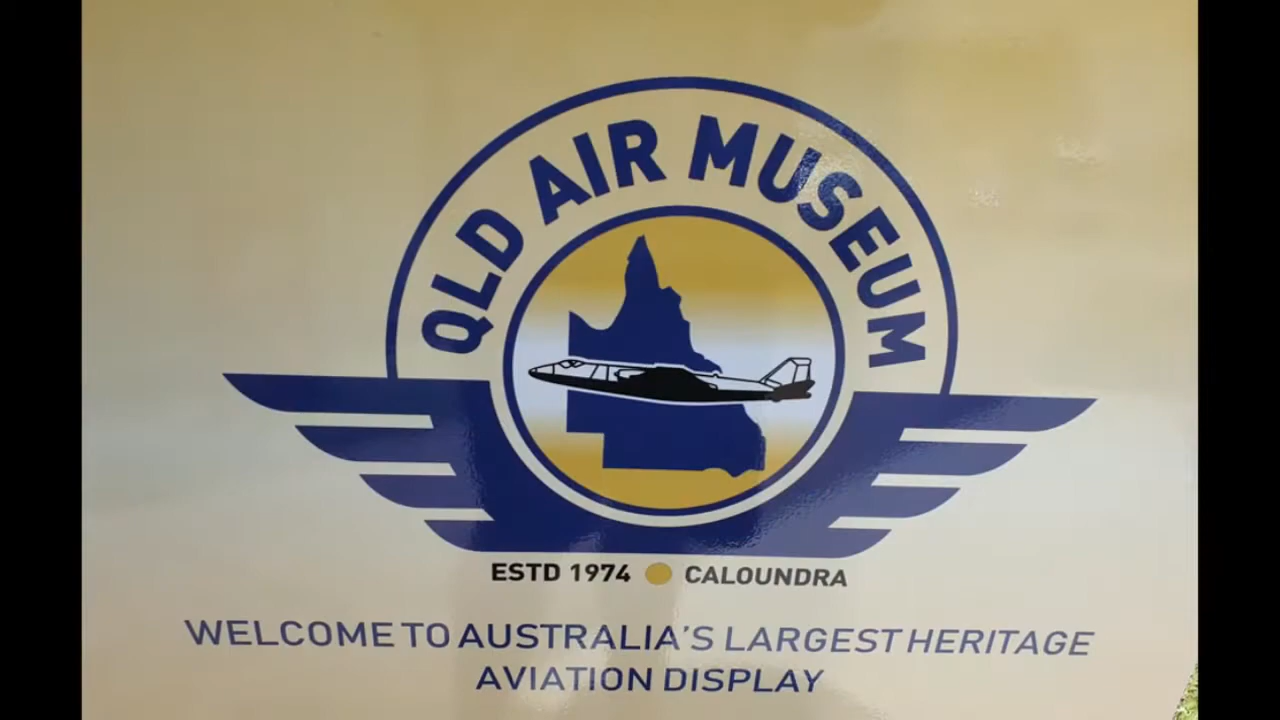 QLD AIR MUSEUM
ESTD 1974 CALOUNDRA
WELCOME TO AUSTRALIA'S LARGEST HERITAGE
AVIATION DISPLAY